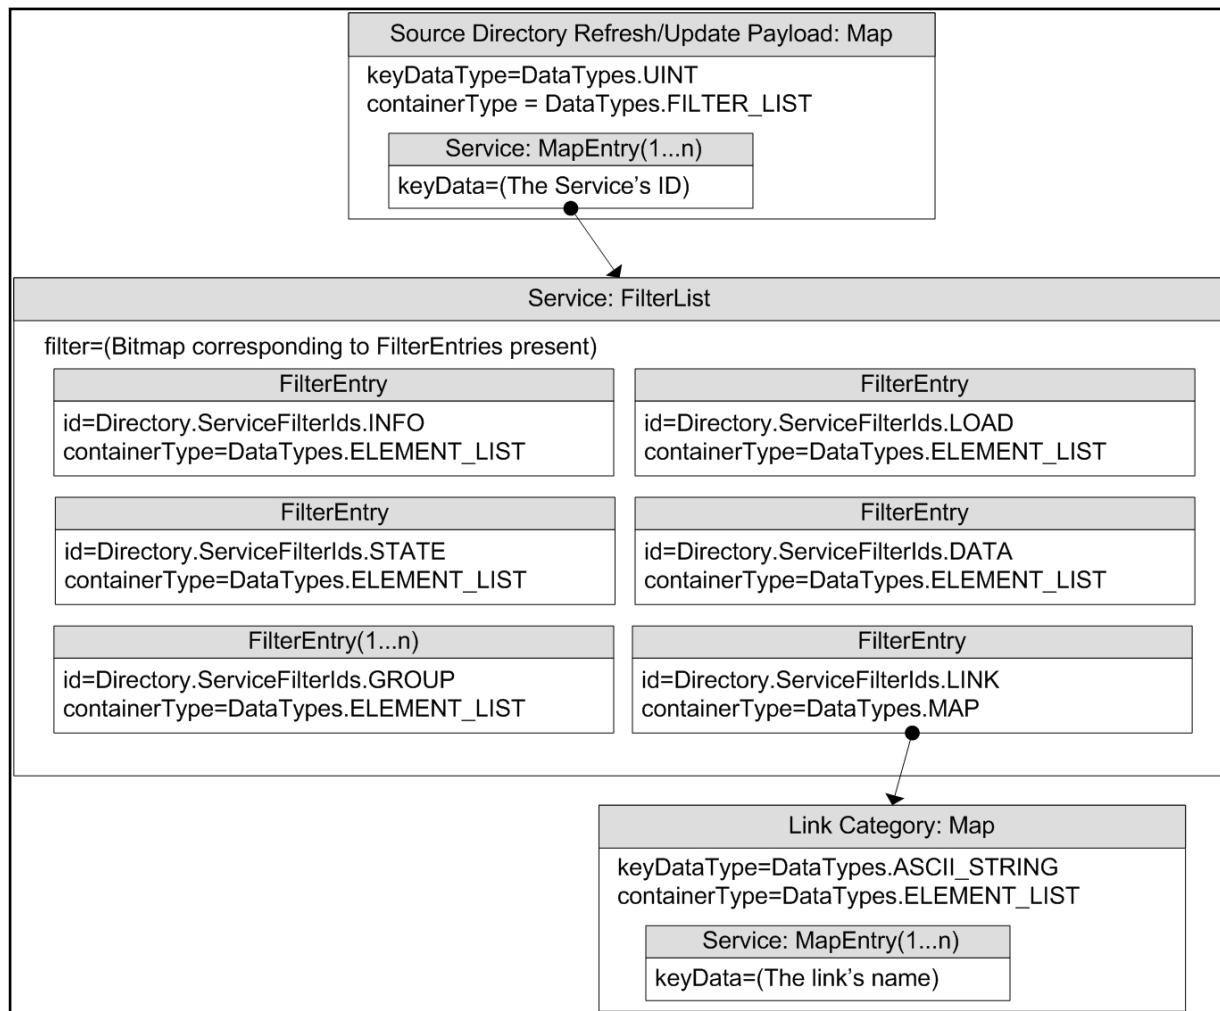 Source Directory Refresh/Update Payload: Map
keyDataType=DataTypes.UINT
containerType = DataTypes.FILTER_LIST
Service: MapEntry(1...n)
keyData=(The Service’s ID)
Service: FilterList
filter=(Bitmap corresponding to FilterEntries present)
FilterEntry
id=Directory.ServiceFilterIds.INFO
containerType=DataTypes.ELEMENT_LIST
FilterEntry
id=Directory.ServiceFilterIds.LOAD
containerType=DataTypes.ELEMENT_LIST
FilterEntry
id=Directory.ServiceFilterIds.STATE
containerType=DataTypes.ELEMENT_LIST
FilterEntry
id=Directory.ServiceFilterIds.DATA
containerType=DataTypes.ELEMENT_LIST
FilterEntry(1...n)
id=Directory.ServiceFilterIds.GROUP
containerType=DataTypes.ELEMENT_LIST
FilterEntry
id=Directory.ServiceFilterIds.LINK
containerType=DataTypes.MAP
Link Category: Map
keyDataType=DataTypes.ASCII_STRING
containerType=DataTypes.ELEMENT_LIST
Service: MapEntry(1...n)
keyData=(The link’s name)